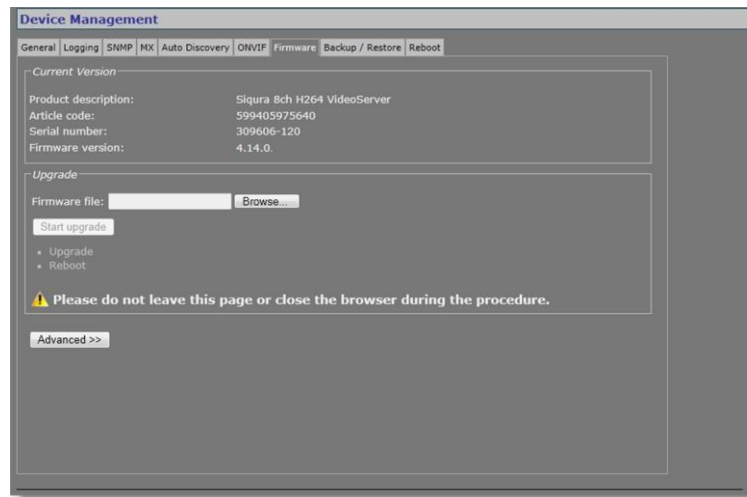 Device Management
General Logging SNMP MX Auto Discovery ONVIF Firmware Backup / Restore Reboot
Current Version
Product description: Siqura 8ch H264 VideoServer
Article code: 599405975640
Serial number: 309606-120
Firmware version: 4.14.0.
Upgrade
Firmware file: Browse...
Start upgrade
• Upgrade
• Reboot
Please do not leave this page or close the browser during the procedure.
Advanced >>